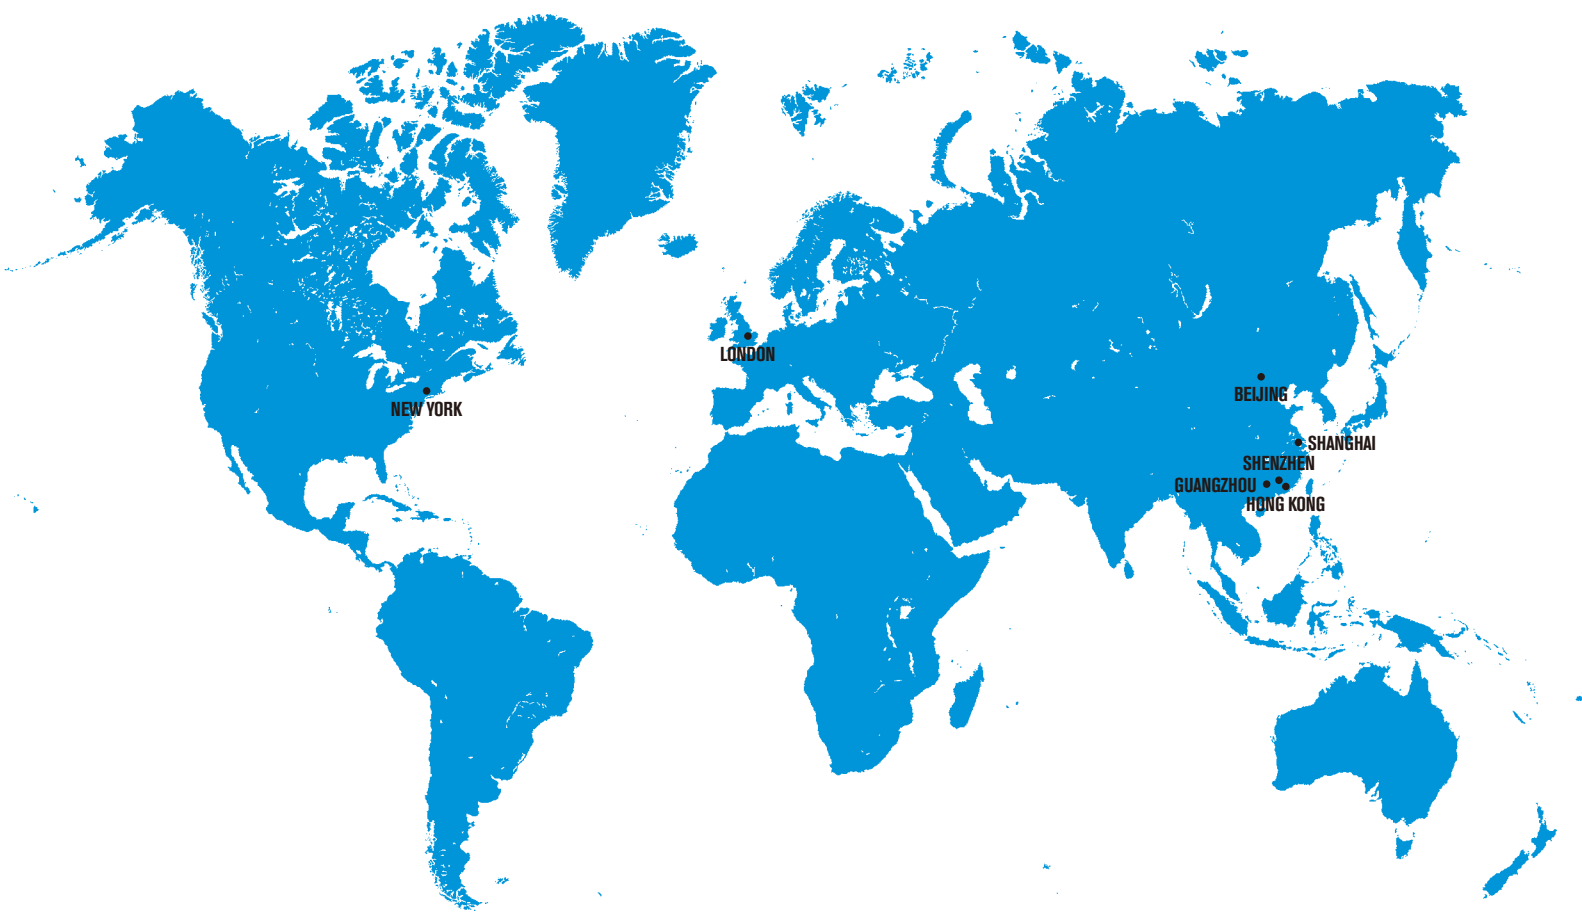 LONDON
BEIJING
NEW YORK
SHANGHAI
SHENZHEN
GUANGZHOU
HONG KONG